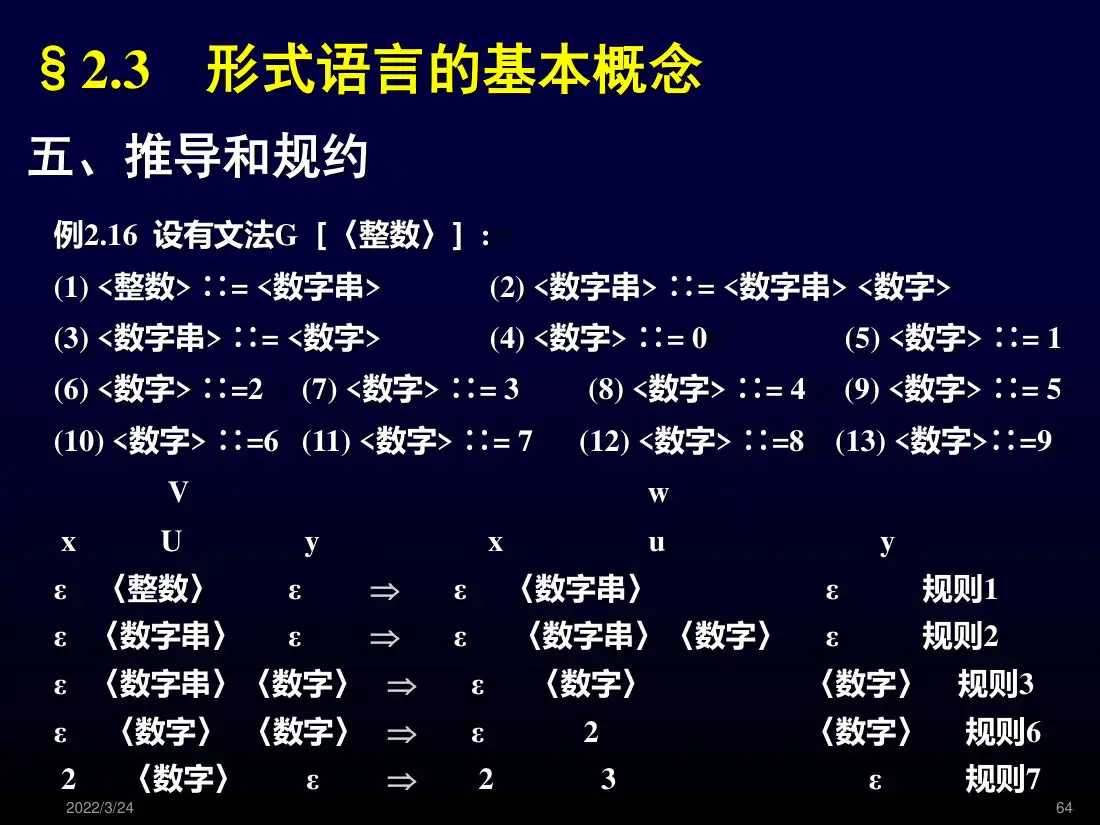 §2.3 形式语言的基本概念
五、推导和规约
例2.16 设有文法G［〈整数〉］:
(1) <整数> ∷= <数字串> (2) <数字串> ∷= <数字串> <数字>
(3) <数字串> ∷= <数字> (4) <数字> ∷= 0 (5) <数字> ∷= 1
(6) <数字> ∷=2 (7) <数字> ∷= 3 (8) <数字> ∷= 4 (9) <数字> ∷= 5
(10) <数字> ∷=6 (11) <数字> ∷= 7 (12) <数字> ∷=8 (13) <数字>∷=9
V w
x U y x u y
ε 〈整数〉 ε ⇒ ε 〈数字串〉 ε 规则1
ε 〈数字串〉 ε ⇒ ε 〈数字串〉〈数字〉 ε 规则2
ε 〈数字串〉〈数字〉 ⇒ ε 〈数字〉 〈数字〉 规则3
ε 〈数字〉 〈数字〉 ⇒ ε 2 〈数字〉 规则6
2 〈数字〉 ε ⇒ 2 3 ε 规则7
2022/3/24 64